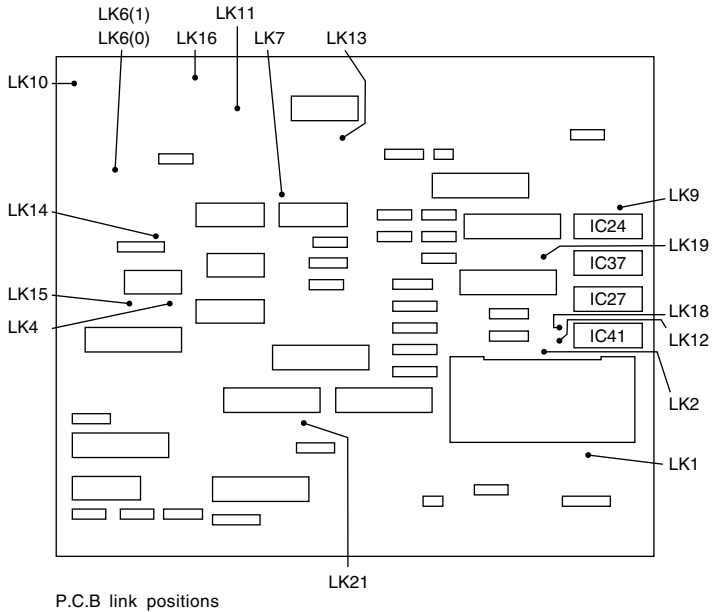 LK6(1)
LK11
LK6(0)
LK16
LK7
LK13
LK10
LK9
LK14
IC24
LK19
IC37
LK15
IC27
LK18
LK4
IC41
LK12
LK2
LK1
LK21
P.C.B link positions